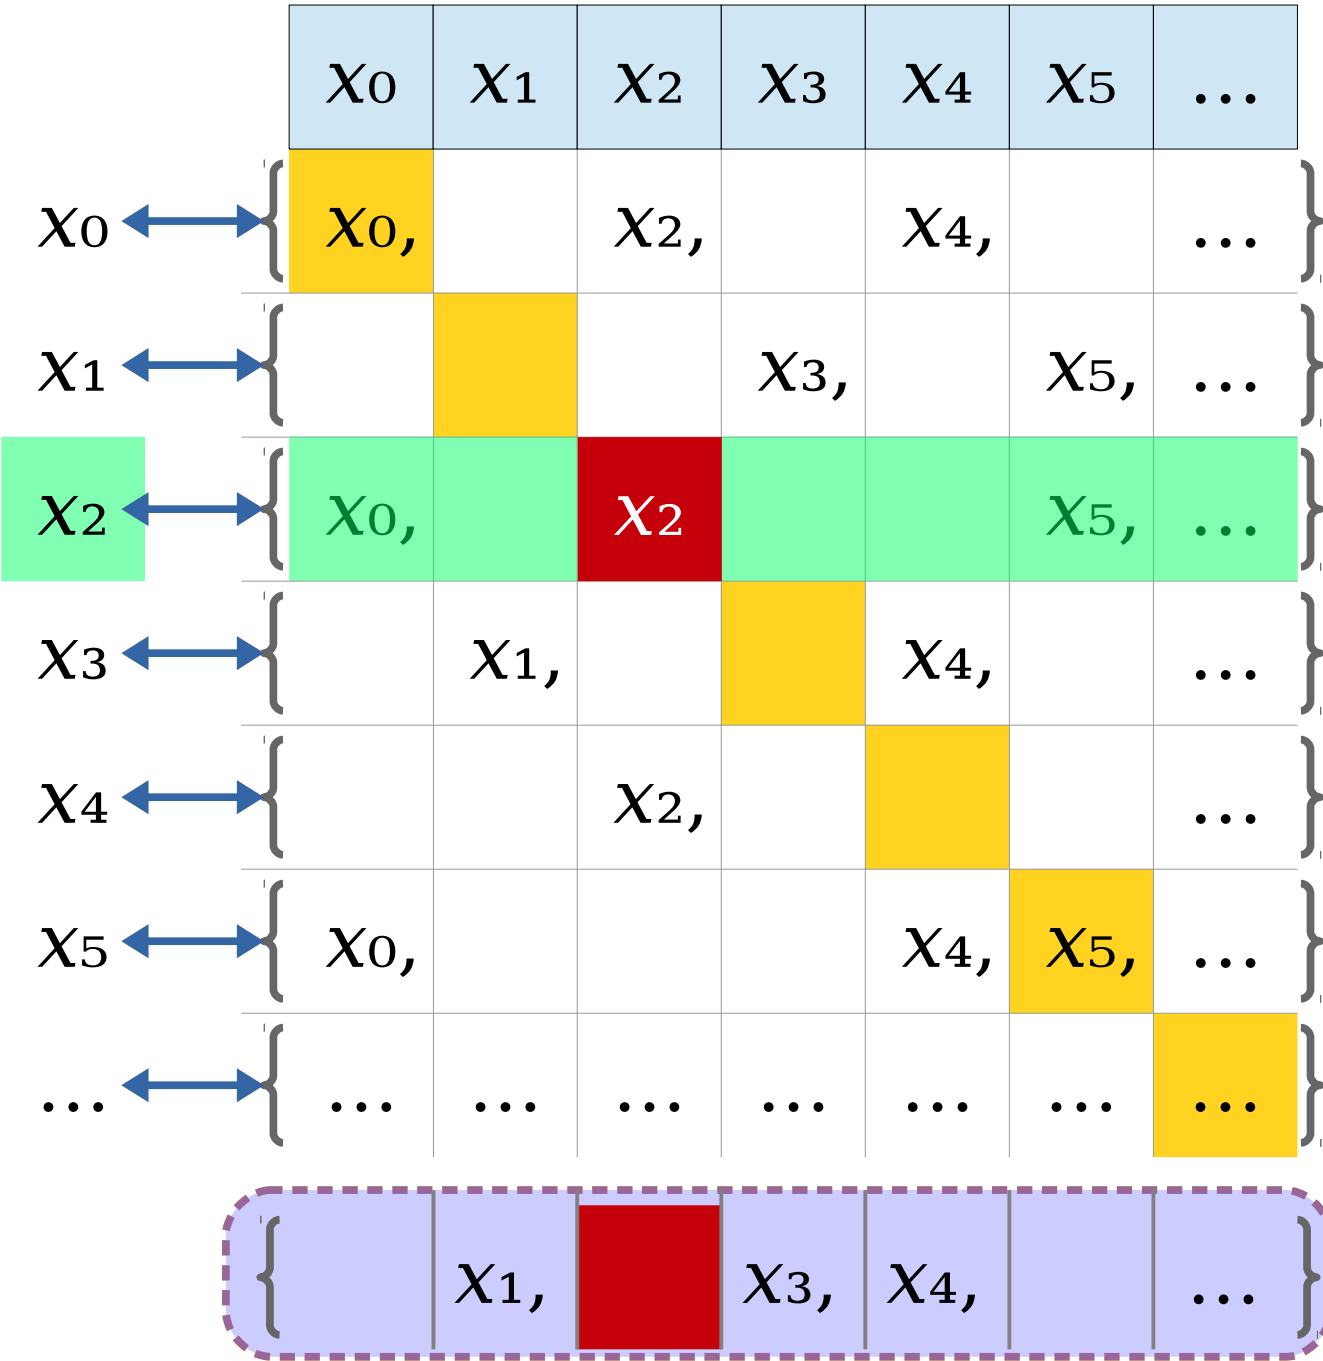 x₀ x₁ x₂ x₃ x₄ x₅ ...
x₀ { x₀, x₂, x₄, ... }
x₁ { x₃, x₅, ... }
x₂ { x₀, x₂ x₅, ... }
x₃ { x₁, x₄, ... }
x₄ { x₂, ... }
x₅ { x₀, x₄, x₅, ... }
... { ... ... ... ... ... ... ... }
{ x₁, x₃, x₄, ... }